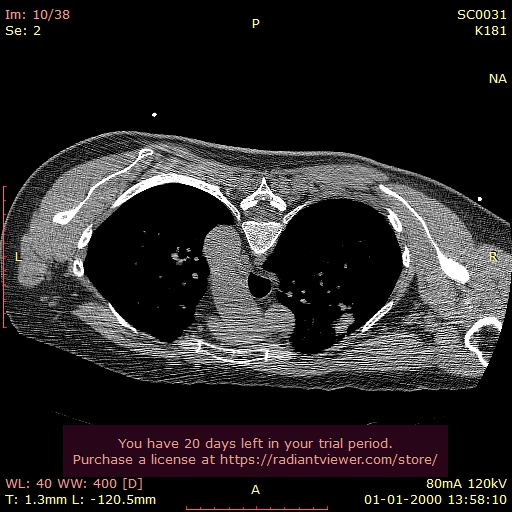 Im: 10/38
Se: 2
P
SC0031
K181
NA
L
R
You have 20 days left in your trial period.
Purchase a license at https://radiantviewer.com/store/
WL: 40 WW: 400 [D]
T: 1.3mm L: -120.5mm
A
80mA 120kV
01-01-2000 13:58:10